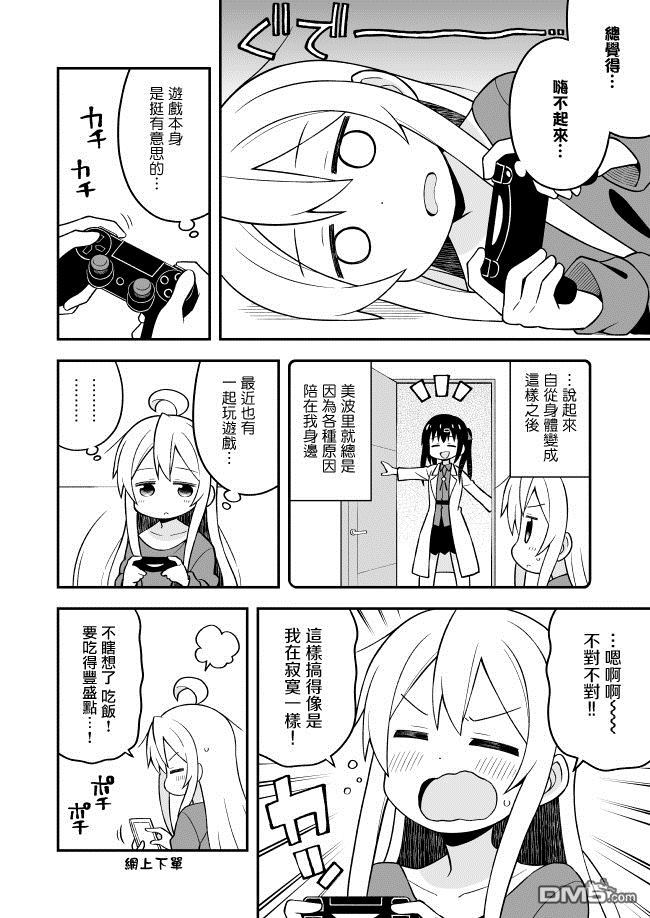 總覺得…
嗨不起來…
でで
ぐでぐで
遊戲本身
是挺有意思的…
カチ
カチ
…說起來
自從身體變成
這樣之後
美波里就總是
因為各種原因
陪在我身邊
最近也有
一起玩遊戲…
………
………
…嗯啊啊~~~
不對不對!!
這樣搞得像是
我在寂寞一樣!
不瞎想了 吃飯!
要吃得豐盛點…!
ポチ
ポチ
網上下單
DM5.com